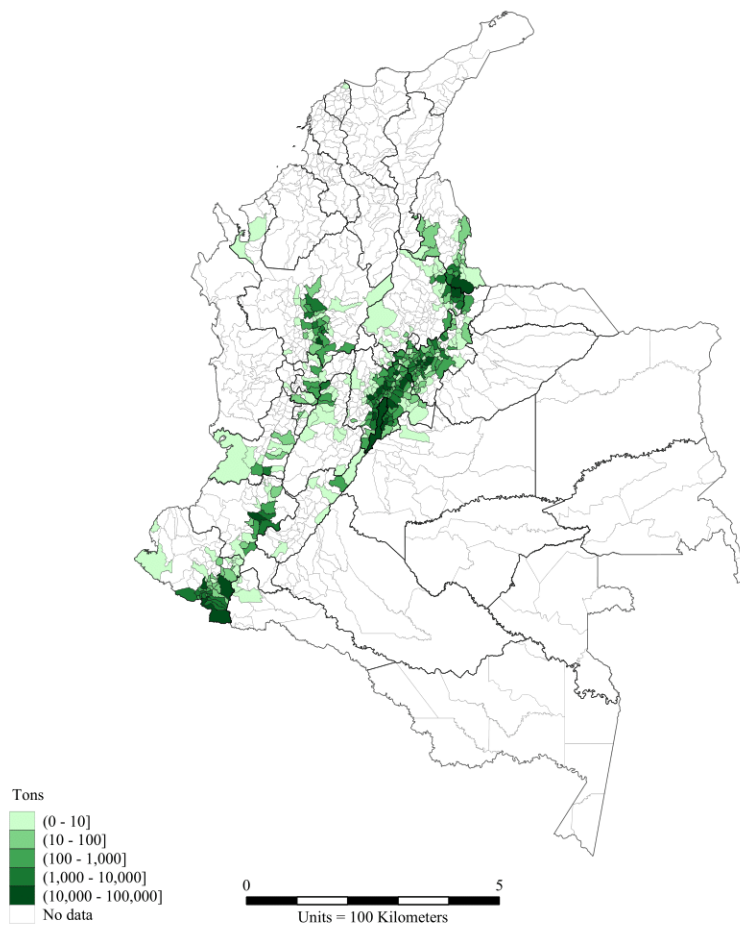 Tons
(0 - 10]
(10 - 100]
(100 - 1,000]
(1,000 - 10,000]
(10,000 - 100,000]
No data
0 5
Units = 100 Kilometers